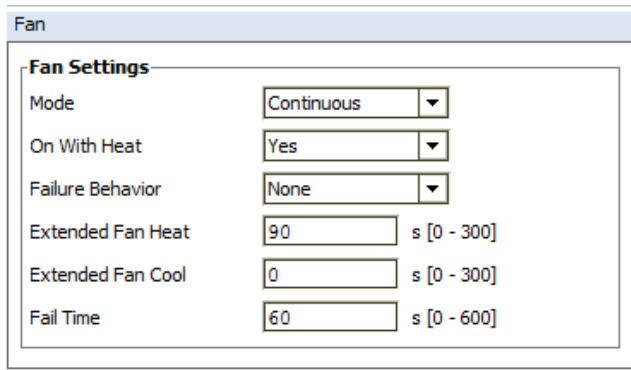 Fan
Fan Settings
Mode Continuous
On With Heat Yes
Failure Behavior None
Extended Fan Heat 90 s [0 - 300]
Extended Fan Cool 0 s [0 - 300]
Fail Time 60 s [0 - 600]